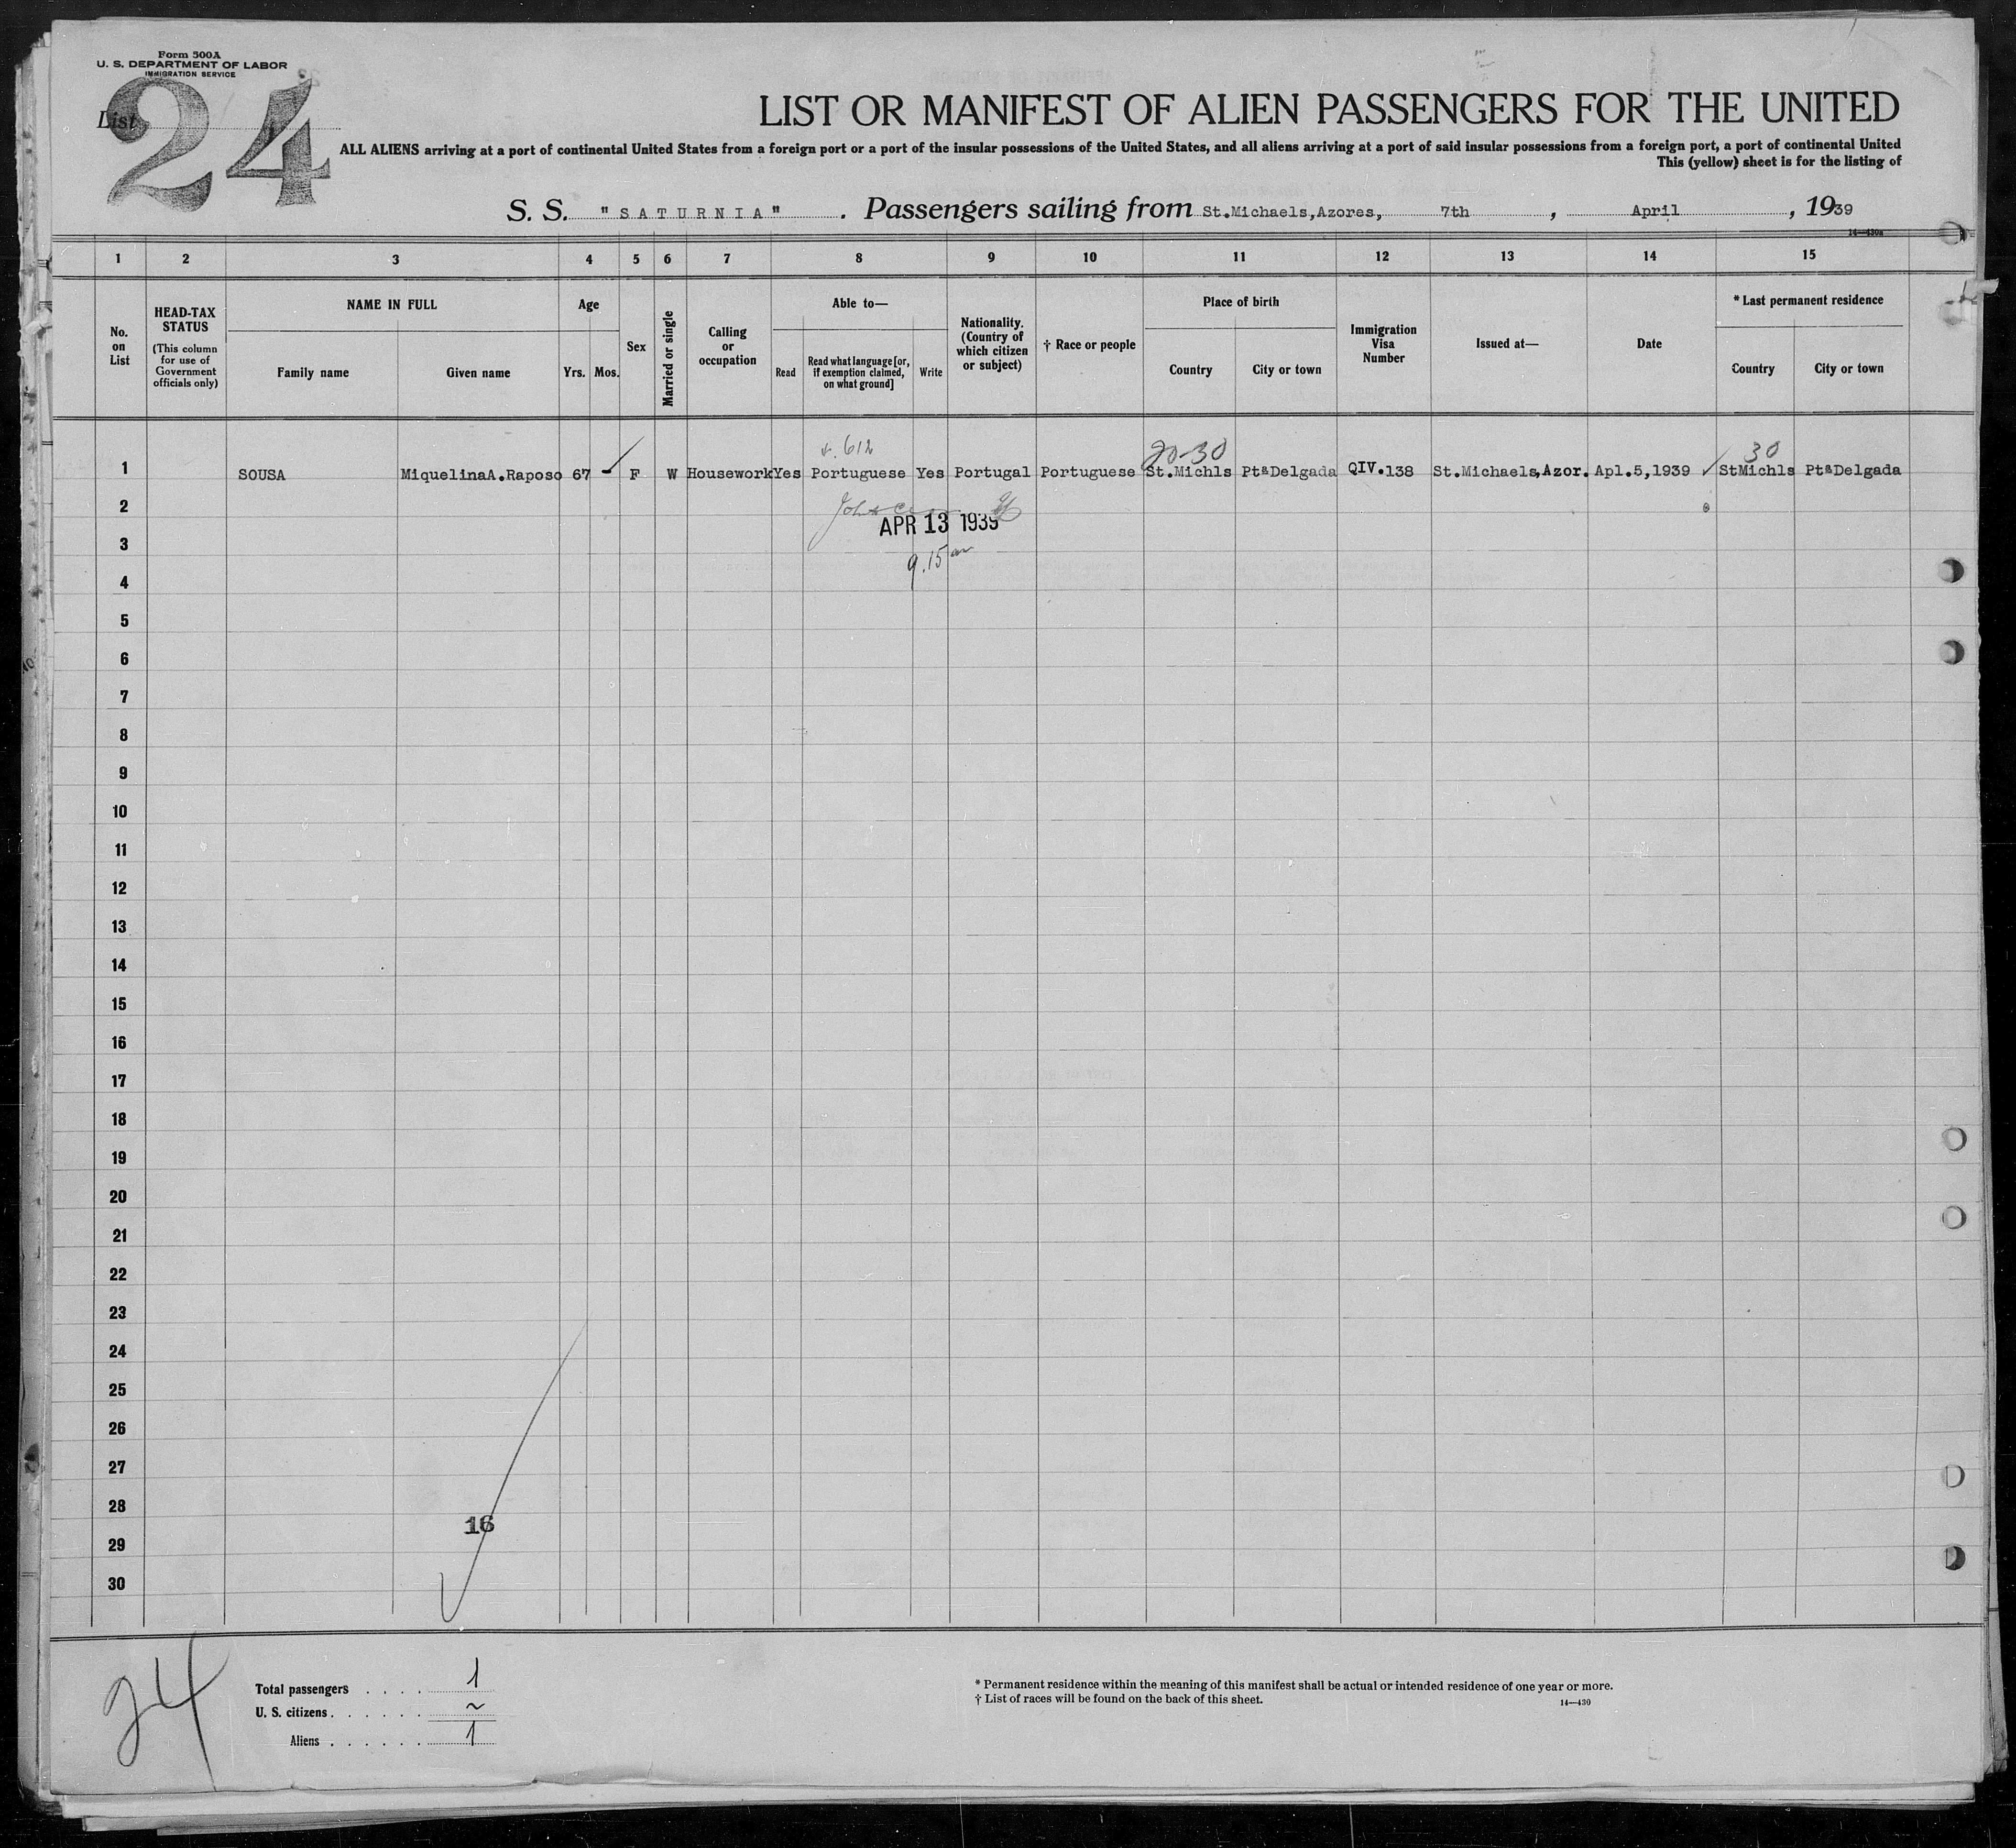 Form 500A
U. S. DEPARTMENT OF LABOR
IMMIGRATION SERVICE
List
24
LIST OR MANIFEST OF ALIEN PASSENGERS FOR THE UNITED
ALL ALIENS arriving at a port of continental United States from a foreign port or a port of the insular possessions of the United States, and all aliens arriving at a port of said insular possessions from a foreign port, a port of continental United
This (yellow) sheet is for the listing of
S. S. "SATURNIA" . Passengers sailing from St.Michaels,Azores, 7th , April , 1939
14—430a
1 2 3 4 5 6 7 8 9 10 11 12 13 14 15
No. on List
HEAD-TAX STATUS
(This column for use of Government officials only)
NAME IN FULL
Family name Given name
Age
Yrs. Mos.
Sex
Married or single
Calling or occupation
Able to—
Read
Read what language [or, if exemption claimed, on what ground]
Write
Nationality. (Country of which citizen or subject)
† Race or people
Place of birth
Country City or town
Immigration Visa Number
Issued at—
Date
* Last permanent residence
Country City or town
612 20-30 30
1 SOUSA MiquelinaA.Raposo 67 - F W Housework Yes Portuguese Yes Portugal Portuguese St.Michls Pta Delgada QIV.138 St.Michaels,Azor. Apl.5,1939 StMichls Pta Delgada
2
APR 13 1939
3
9.15 am
4
5
6
7
8
9
10
11
12
13
14
15
16
17
18
19
20
21
22
23
24
25
26
27
28
16
29
30
24
Total passengers . . . . 1
U. S. citizens . . . . . . ~
Aliens . . . . . . 1
* Permanent residence within the meaning of this manifest shall be actual or intended residence of one year or more.
† List of races will be found on the back of this sheet.
14—430